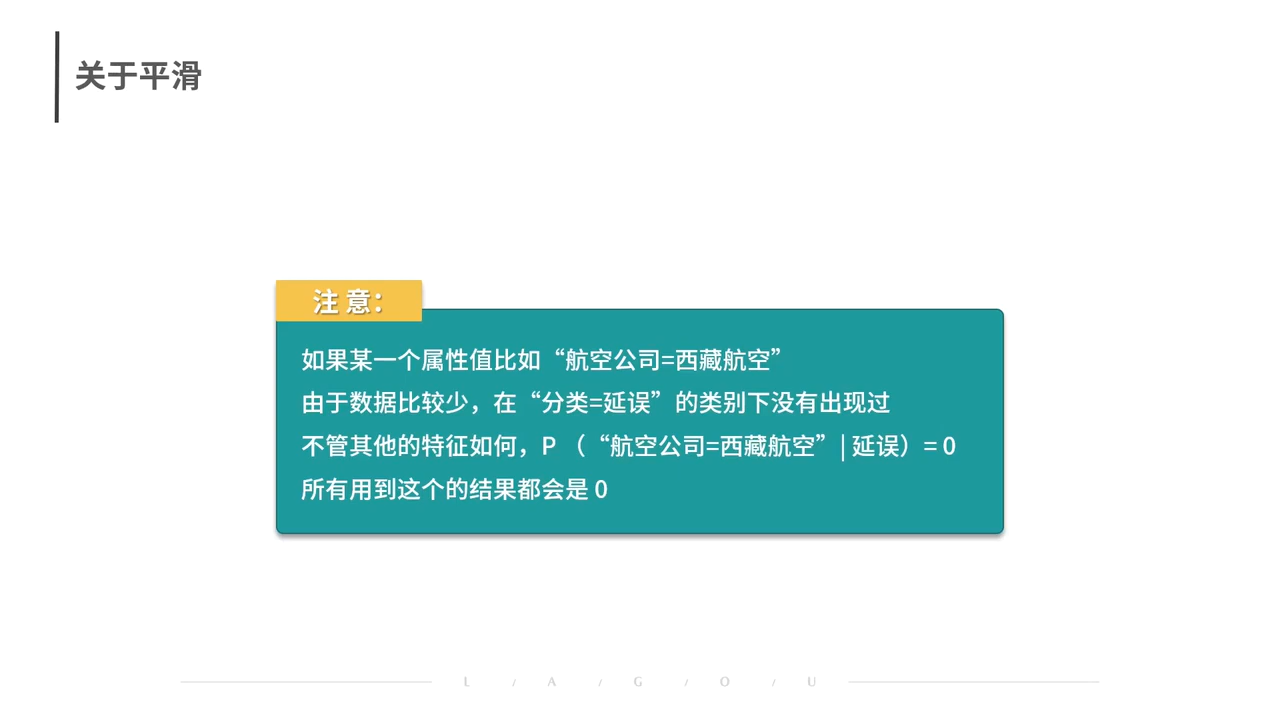 关于平滑
注 意：
如果某一个属性值比如“航空公司=西藏航空”
由于数据比较少，在“分类=延误”的类别下没有出现过
不管其他的特征如何，P （“航空公司=西藏航空”| 延误）= 0
所有用到这个的结果都会是 0
L / A / G / O / U